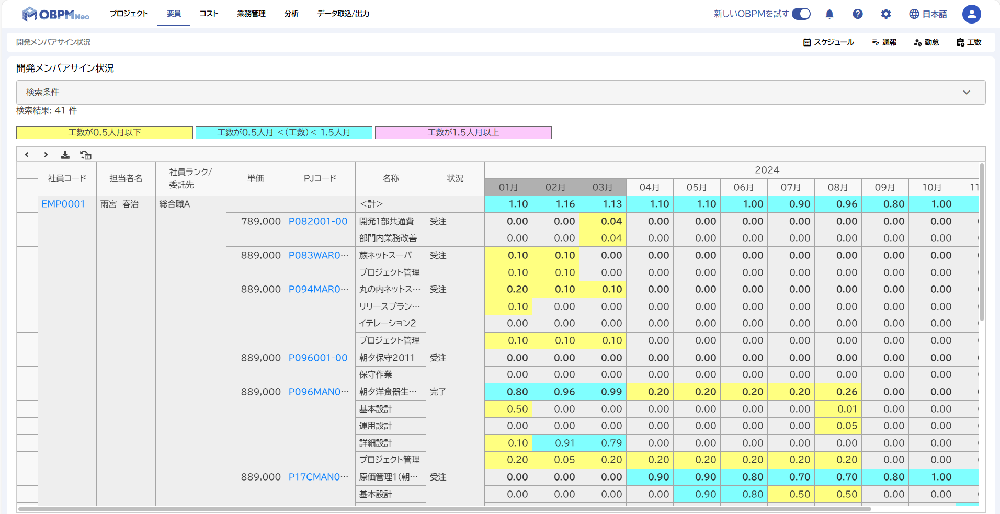 OBPM Neo プロジェクト 要員 コスト 業務管理 分析 データ取込/出力 新しいOBPMを試す 日本語
開発メンバアサイン状況 スケジュール 週報 勤怠 工数
開発メンバアサイン状況
検索条件
検索結果: 41 件
工数が0.5人月以下 工数が0.5人月 <(工数)< 1.5人月 工数が1.5人月以上
社員コード 担当者名 社員ランク/委託先 単価 PJコード 名称 状況 2024
01月 02月 03月 04月 05月 06月 07月 08月 09月 10月 11
EMP0001 雨宮 春治 総合職A <計> 1.10 1.16 1.13 1.10 1.10 1.00 0.90 0.96 0.80 1.00
789,000 P082001-00 開発1部共通費 受注 0.00 0.00 0.04 0.00 0.00 0.00 0.00 0.00 0.00 0.00
部門内業務改善 0.00 0.00 0.04 0.00 0.00 0.00 0.00 0.00 0.00 0.00
889,000 P083WAR0… 蕨ネットスーパ 受注 0.10 0.10 0.00 0.00 0.00 0.00 0.00 0.00 0.00 0.00
プロジェクト管理 0.10 0.10 0.00 0.00 0.00 0.00 0.00 0.00 0.00 0.00
889,000 P094MAR0… 丸の内ネットス… 受注 0.20 0.10 0.10 0.00 0.00 0.00 0.00 0.00 0.00 0.00
リリースプラン… 0.10 0.00 0.00 0.00 0.00 0.00 0.00 0.00 0.00 0.00
イテレーション2 0.00 0.00 0.00 0.00 0.00 0.00 0.00 0.00 0.00 0.00
プロジェクト管理 0.10 0.10 0.10 0.00 0.00 0.00 0.00 0.00 0.00 0.00
889,000 P096001-00 朝夕保守2011 受注 0.00 0.00 0.00 0.00 0.00 0.00 0.00 0.00 0.00 0.00
保守作業 0.00 0.00 0.00 0.00 0.00 0.00 0.00 0.00 0.00 0.00
889,000 P096MAN0… 朝夕洋食器生… 完了 0.80 0.96 0.99 0.20 0.20 0.20 0.20 0.26 0.00 0.00
基本設計 0.50 0.00 0.00 0.00 0.00 0.00 0.00 0.01 0.00 0.00
運用設計 0.00 0.00 0.00 0.00 0.00 0.00 0.00 0.05 0.00 0.00
詳細設計 0.10 0.91 0.79 0.00 0.00 0.00 0.00 0.00 0.00 0.00
プロジェクト管理 0.20 0.05 0.20 0.20 0.20 0.20 0.20 0.20 0.00 0.00
889,000 P17CMAN0… 原価管理1(朝… 受注 0.00 0.00 0.00 0.90 0.90 0.80 0.70 0.70 0.80 1.00
基本設計 0.00 0.00 0.00 0.00 0.90 0.80 0.50 0.50 0.00 0.00